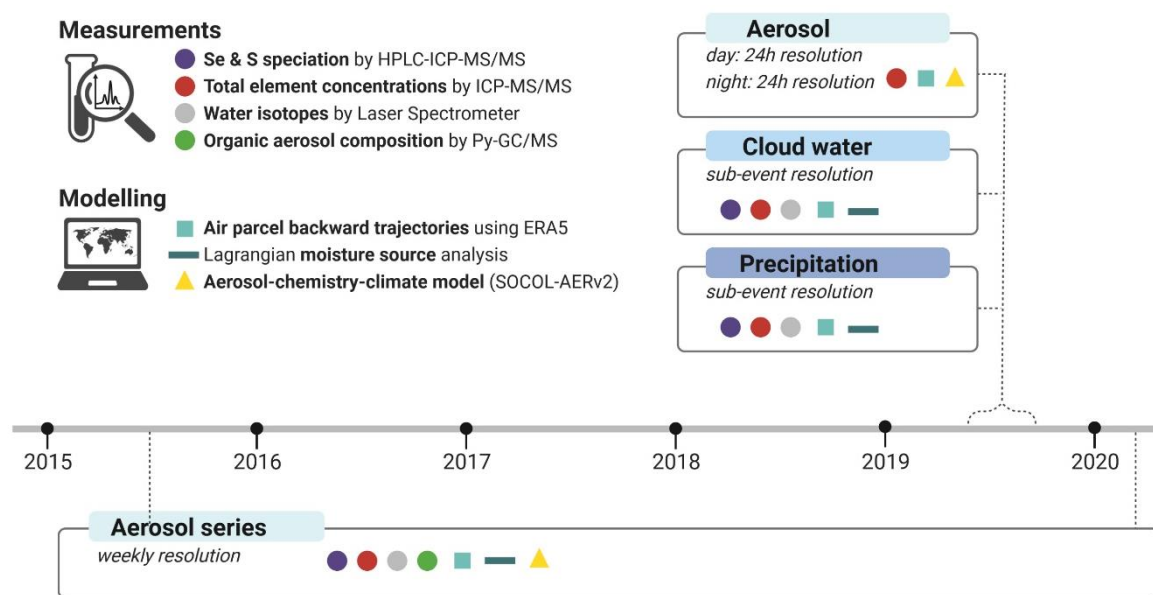 Measurements
Se & S speciation by HPLC-ICP-MS/MS
Total element concentrations by ICP-MS/MS
Water isotopes by Laser Spectrometer
Organic aerosol composition by Py-GC/MS
Modelling
Air parcel backward trajectories using ERA5
Lagrangian moisture source analysis
Aerosol-chemistry-climate model (SOCOL-AERv2)
Aerosol
day: 24h resolution
night: 24h resolution
Cloud water
sub-event resolution
Precipitation
sub-event resolution
2015 2016 2017 2018 2019 2020
Aerosol series
weekly resolution